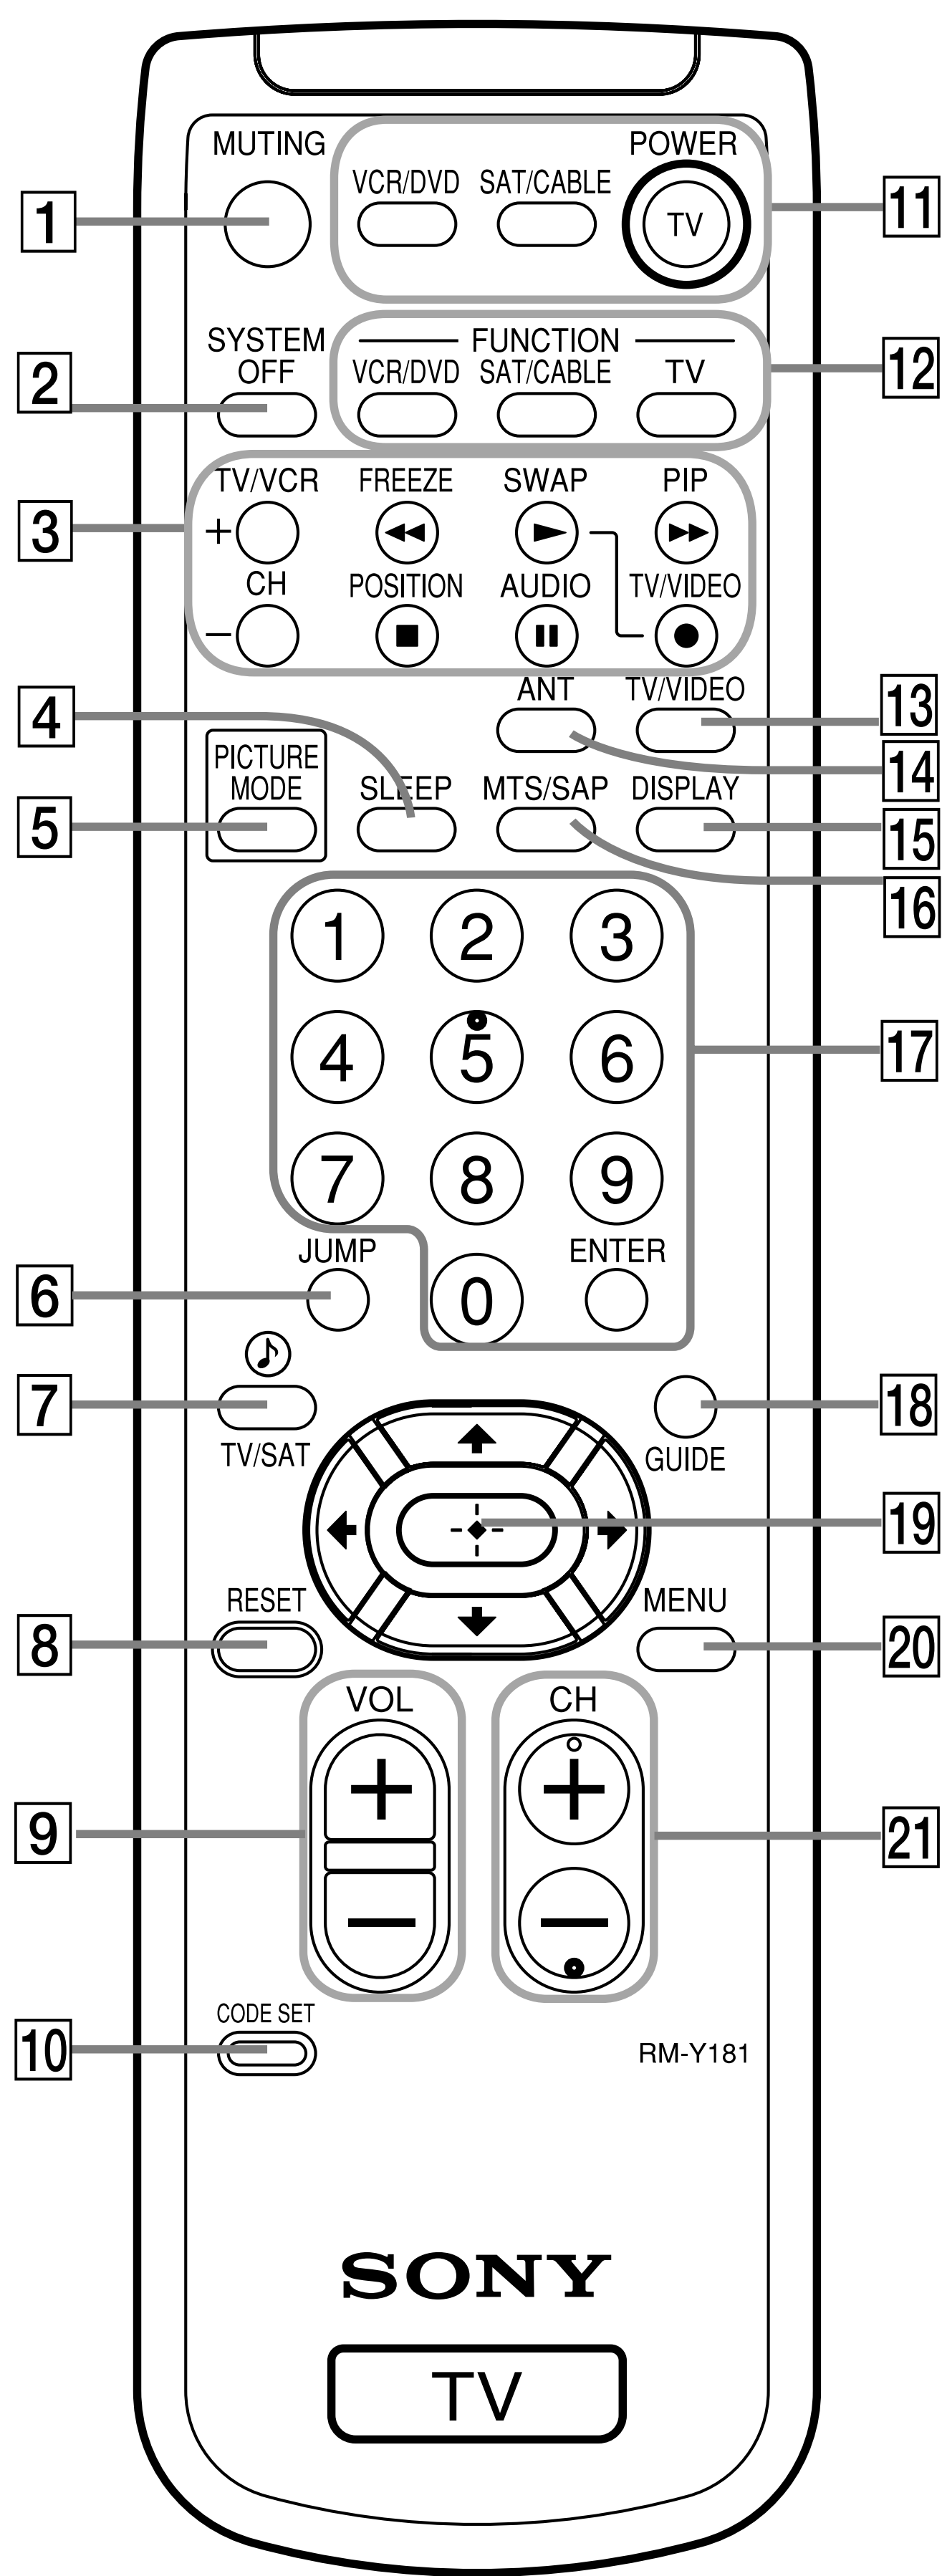 MUTING POWER
VCR/DVD SAT/CABLE
1 TV 11
SYSTEM FUNCTION
OFF VCR/DVD SAT/CABLE TV
2 12
TV/VCR FREEZE SWAP PIP
3 +
CH POSITION AUDIO TV/VIDEO
−
ANT TV/VIDEO
4 13
PICTURE
MODE SLEEP MTS/SAP DISPLAY
14
5 15
16
1 2 3
4 5 6 17
7 8 9
JUMP ENTER
6 0
7 18
TV/SAT GUIDE
19
RESET MENU
8 20
VOL CH
+ +
9 21
− −
CODE SET
10 RM-Y181
SONY
TV